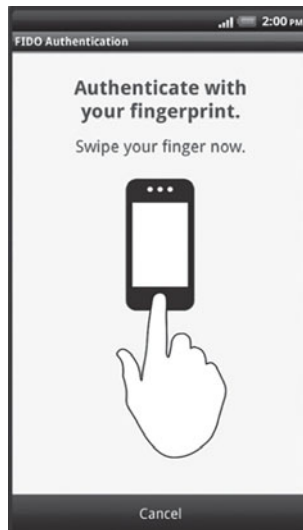 2:00 PM
FIDO Authentication
Authenticate with
your fingerprint.
Swipe your finger now.
Cancel